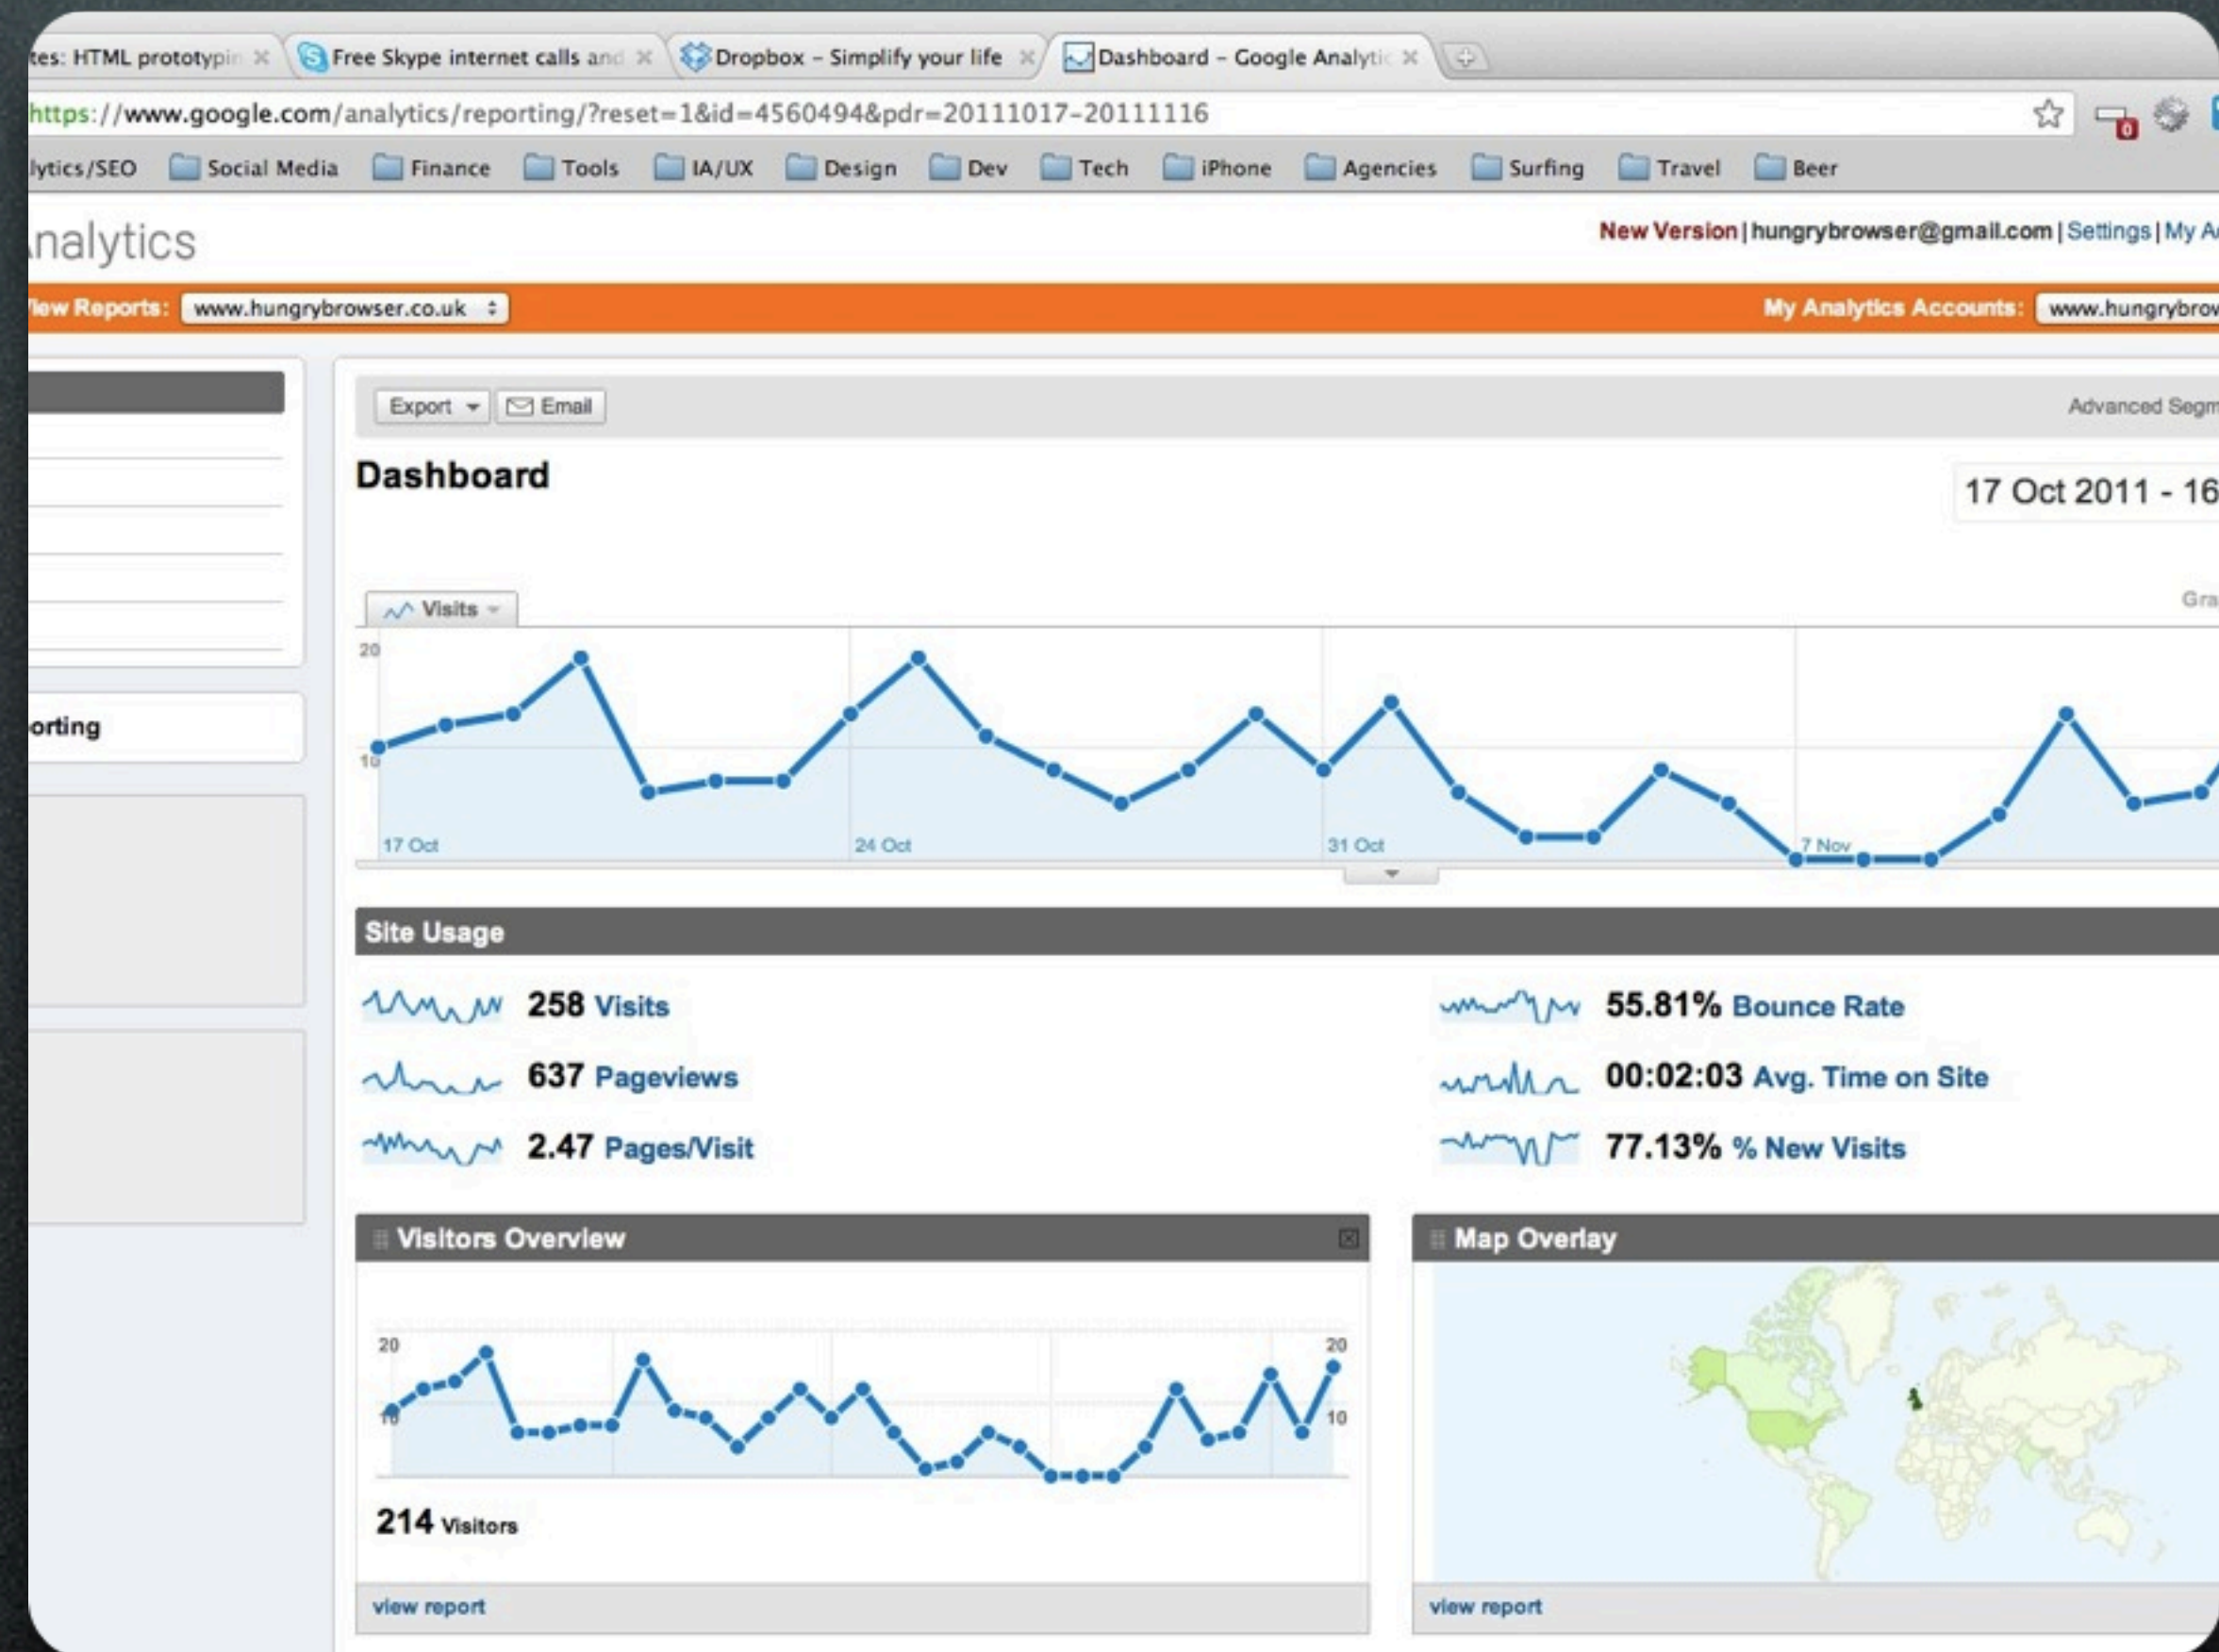 tes: HTML prototypin
Free Skype internet calls and
Dropbox – Simplify your life
Dashboard – Google Analytic
https://www.google.com/analytics/reporting/?reset=1&id=4560494&pdr=20111017-20111116
lytics/SEO Social Media Finance Tools IA/UX Design Dev Tech iPhone Agencies Surfing Travel Beer
0
nalytics
New Version | hungrybrowser@gmail.com | Settings | My A
View Reports: www.hungrybrowser.co.uk
My Analytics Accounts: www.hungrybrow
Export Email
Advanced Segm
Dashboard
17 Oct 2011 - 16
Visits
Gra
20
10
17 Oct 24 Oct 31 Oct 7 Nov
orting
Site Usage
258 Visits
55.81% Bounce Rate
637 Pageviews
00:02:03 Avg. Time on Site
2.47 Pages/Visit
77.13% % New Visits
Visitors Overview
Map Overlay
20 20
10 10
214 Visitors
view report
view report